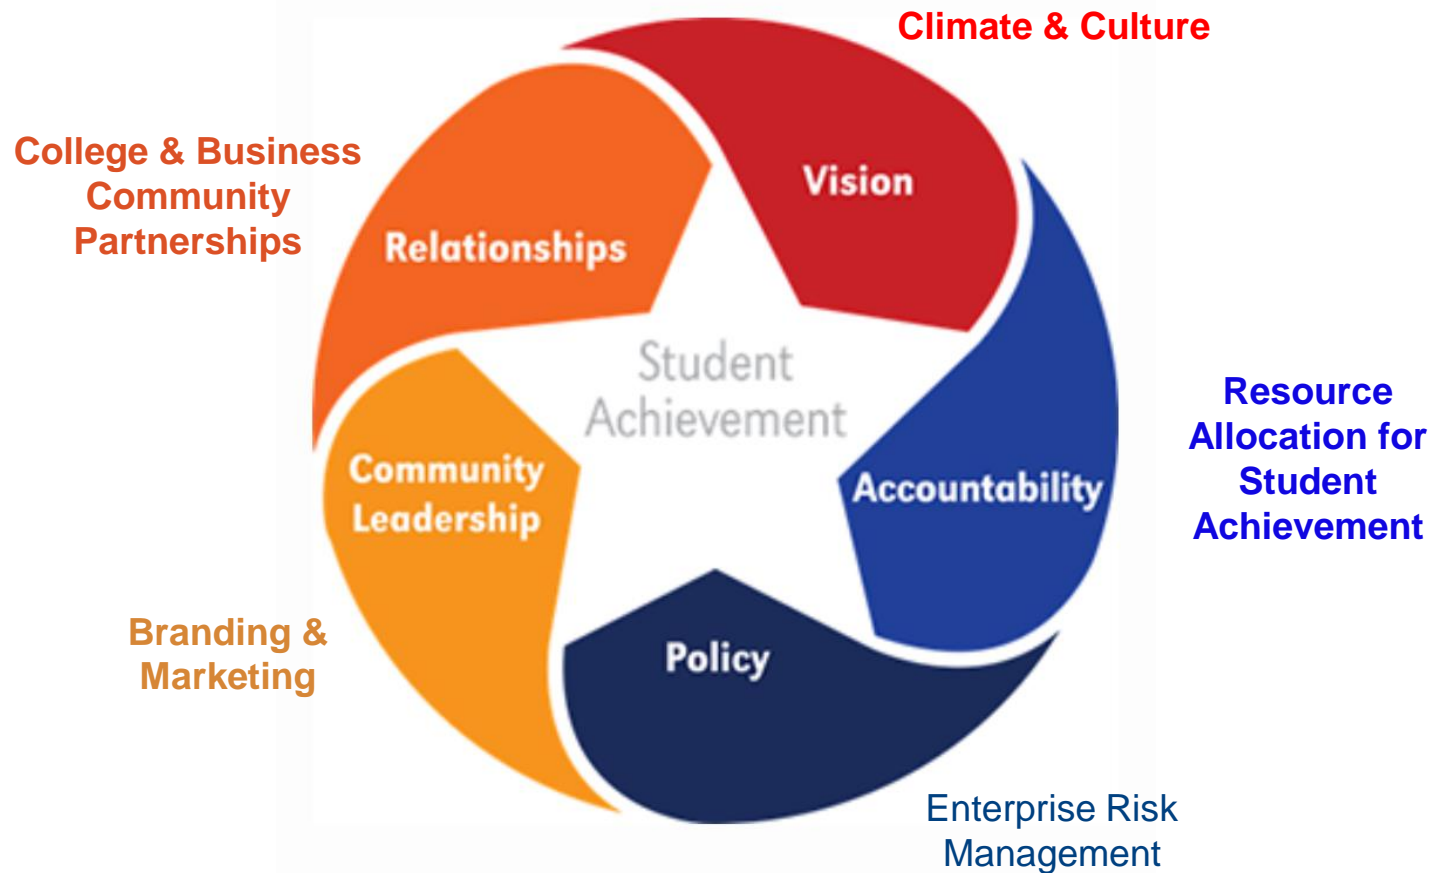 Climate & Culture
Vision
College & Business
Community
Partnerships
Relationships
Student
Achievement
Resource
Allocation for
Student
Achievement
Accountability
Community
Leadership
Branding &
Marketing
Policy
Enterprise Risk
Management